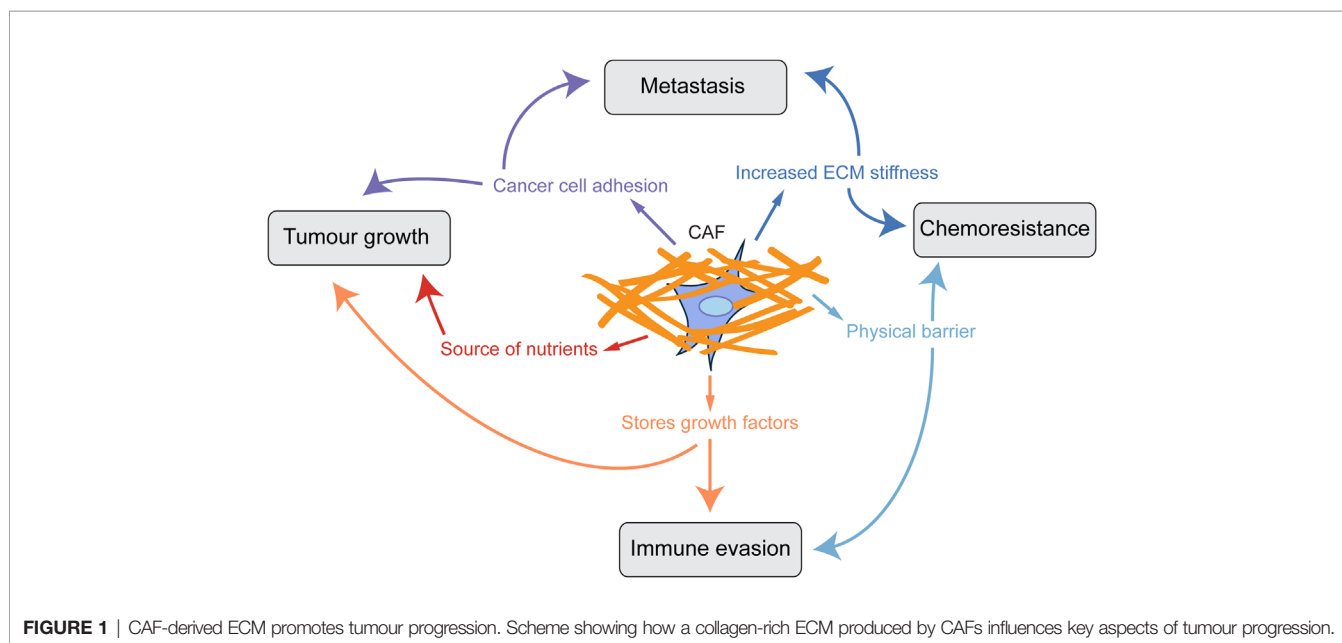 Metastasis
Increased ECM stiffness
Cancer cell adhesion
Chemoresistance
Tumour growth
CAF
Physical barrier
Source of nutrients
Stores growth factors
Immune evasion
FIGURE 1 | CAF-derived ECM promotes tumour progression. Scheme showing how a collagen-rich ECM produced by CAFs influences key aspects of tumour progression.